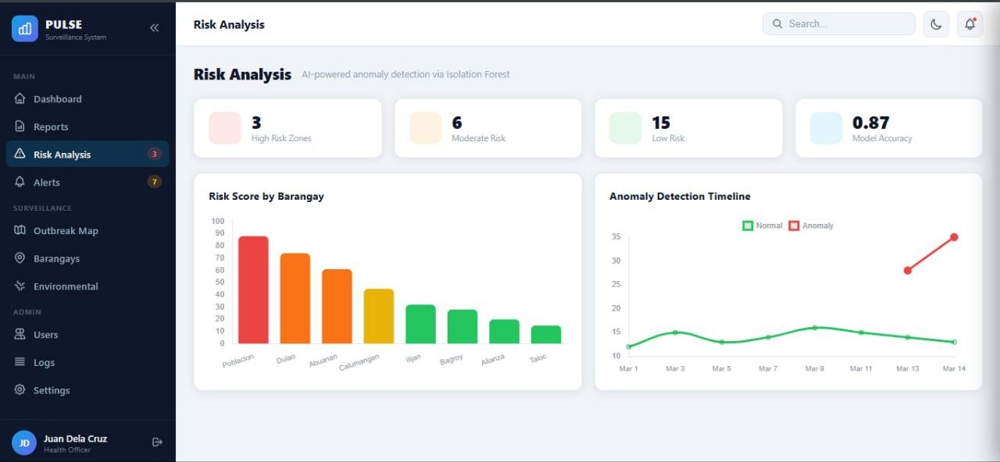 PULSE
Surveillance System
MAIN
Dashboard
Reports
Risk Analysis 3
Alerts 7
SURVEILLANCE
Outbreak Map
Barangays
Environmental
ADMIN
Users
Logs
Settings
JD
Juan Dela Cruz
Health Officer
Risk Analysis
Search...
Risk Analysis AI-powered anomaly detection via Isolation Forest
3
High Risk Zones
6
Moderate Risk
15
Low Risk
0.87
Model Accuracy
Risk Score by Barangay
100
90
80
70
60
50
40
30
20
10
0
Poblacion Dulao Abuanan Calumangan Ilijan Bagroy Alianza Taloc
Anomaly Detection Timeline
Normal Anomaly
35
30
25
20
15
10
Mar 1 Mar 3 Mar 5 Mar 7 Mar 9 Mar 11 Mar 13 Mar 14